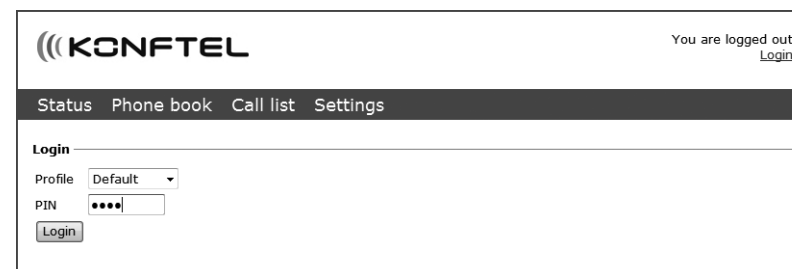 KONFTEL
You are logged out
Login
Status Phone book Call list Settings
Login
Profile Default
PIN ••••
Login